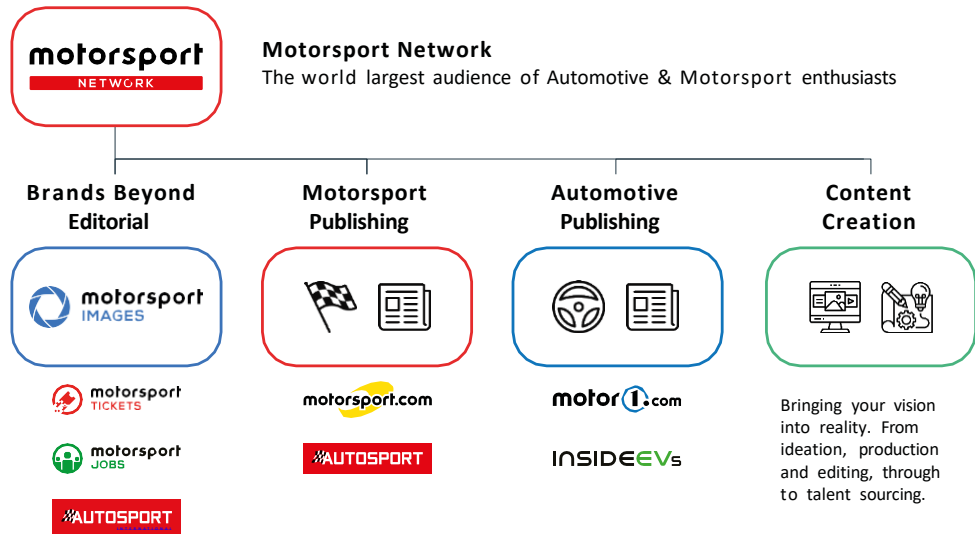 motorsport
NETWORK
Motorsport Network
The world largest audience of Automotive & Motorsport enthusiasts
Brands Beyond
Editorial
motorsport
IMAGES
motorsport
TICKETS
motorsport
JOBS
AUTOSPORT
INTERNATIONAL
Motorsport
Publishing
motorsport.com
AUTOSPORT
Automotive
Publishing
motor1.com
INSIDEEVs
Content
Creation
Bringing your vision
into reality. From
ideation, production
and editing, through
to talent sourcing.